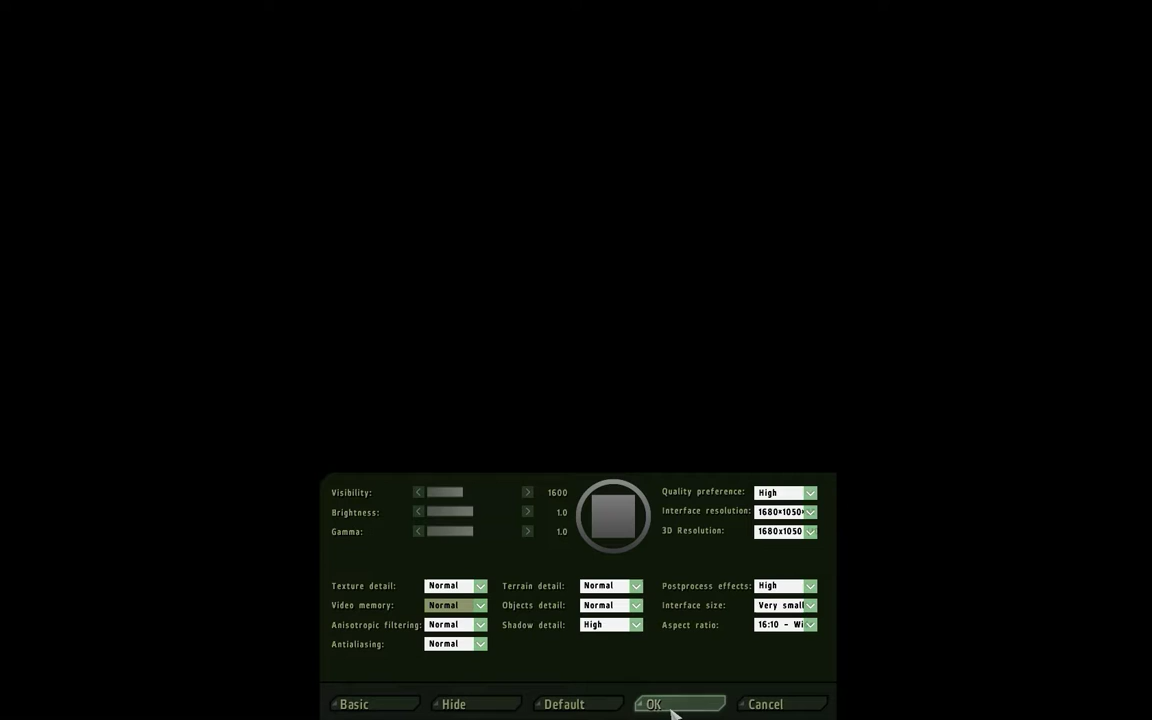 Visibility: 1600 Quality preference: High
Brightness: 1.0 Interface resolution: 1680x1050
Gamma: 1.0 3D Resolution: 1680x1050
Texture detail: Normal Terrain detail: Normal Postprocess effects: High
Video memory: Normal Objects detail: Normal Interface size: Very small
Anisotropic filtering: Normal Shadow detail: High Aspect ratio: 16:10 - Wi
Antialiasing: Normal
Basic Hide Default OK Cancel